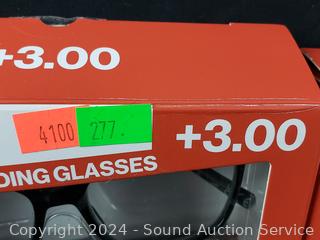 +3.00
4100 277.
+3.00
DING GLASSES
Copyright 2024 - Sound Auction Service